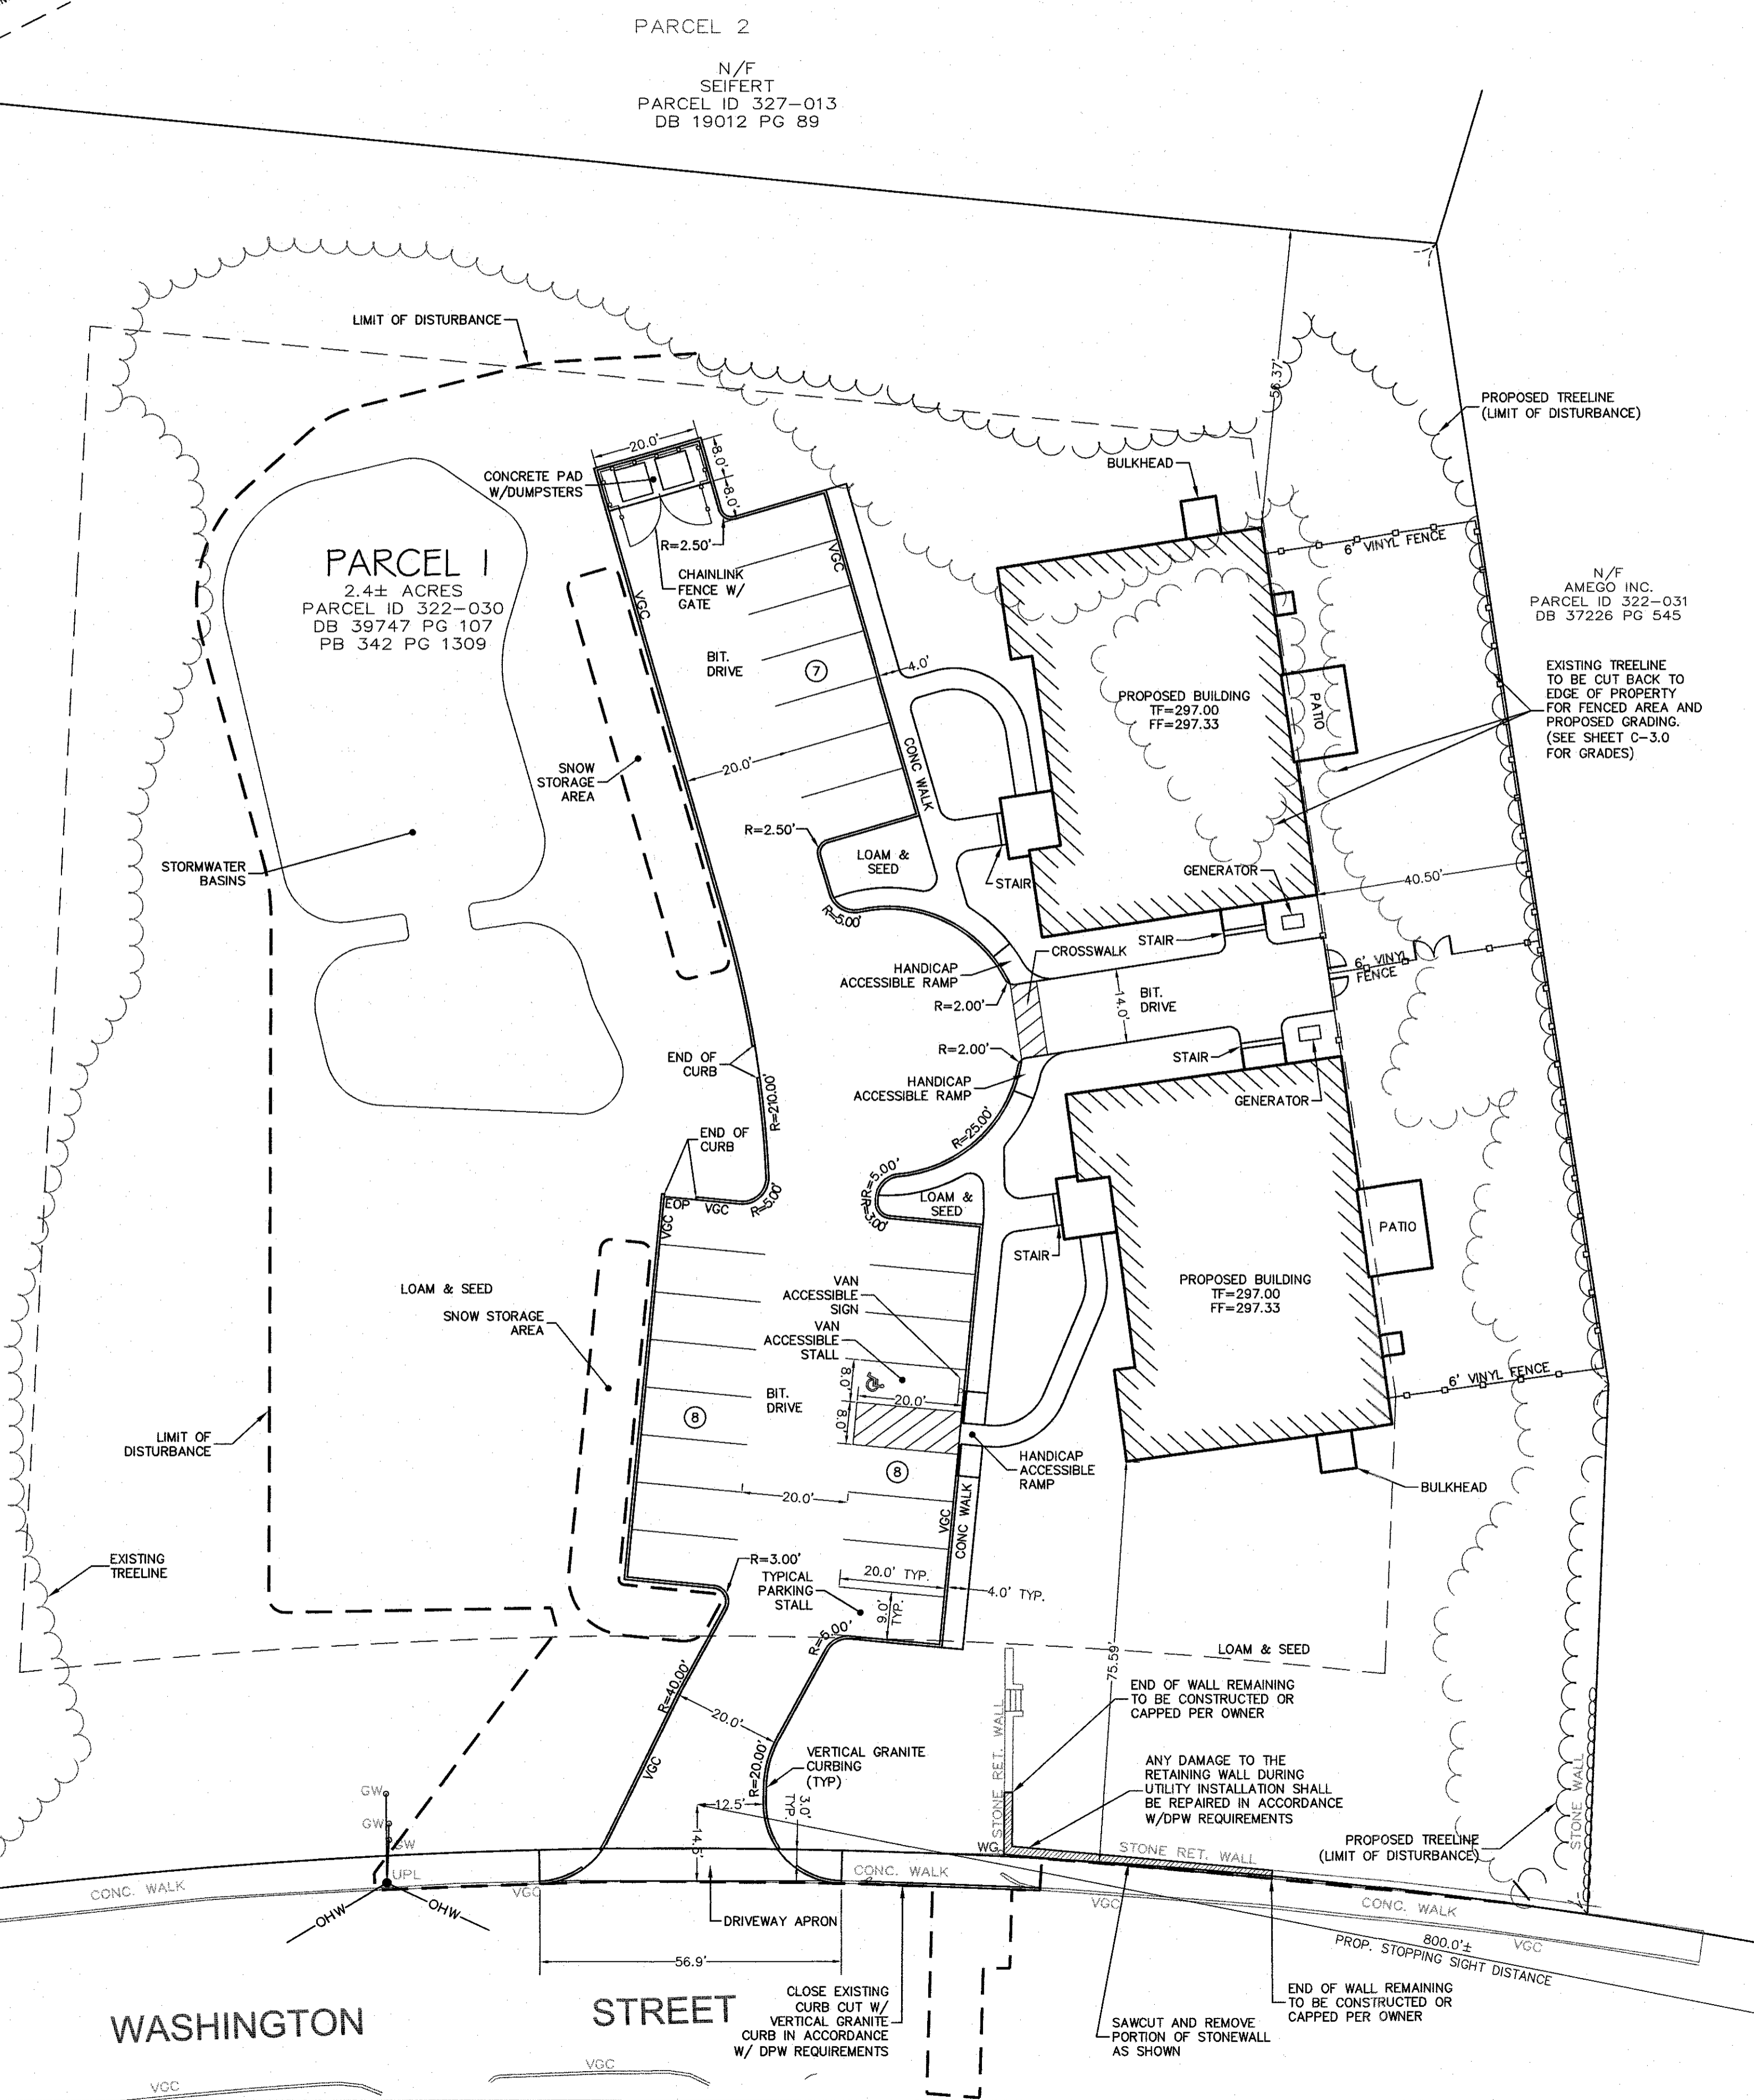 PARCEL 2
N/F
SEIFERT
PARCEL ID 327-013
DB 19012 PG 89
LIMIT OF DISTURBANCE
56.37'
PROPOSED TREELINE
(LIMIT OF DISTURBANCE)
20.0'
8.0'
8.0'
CONCRETE PAD
W/DUMPSTERS
R=2.50'
CHAINLINK
FENCE W/
GATE
VGC
VGC
BULKHEAD
6' VINYL FENCE
PARCEL I
2.4± ACRES
PARCEL ID 322-030
DB 39747 PG 107
PB 342 PG 1309
N/F
AMEGO INC.
PARCEL ID 322-031
DB 37226 PG 545
BIT.
DRIVE
7
4.0'
PROPOSED BUILDING
TF=297.00
FF=297.33
PATIO
EXISTING TREELINE
TO BE CUT BACK TO
EDGE OF PROPERTY
FOR FENCED AREA AND
PROPOSED GRADING.
(SEE SHEET C-3.0
FOR GRADES)
SNOW
STORAGE
AREA
20.0'
CONC WALK
R=2.50'
LOAM &
SEED
STAIR
STORMWATER
BASINS
GENERATOR
40.50'
R=5.00'
CROSSWALK
STAIR
HANDICAP
ACCESSIBLE RAMP
R=2.00'
14.0'
BIT.
DRIVE
6' VINYL
FENCE
R=2.00'
STAIR
END OF
CURB
HANDICAP
ACCESSIBLE RAMP
GENERATOR
R=210.00'
R=25.00'
END OF
CURB
EOP
VGC
VGC
R=5.00'
R=5.00'
R=3.00'
LOAM &
SEED
STAIR
PATIO
LOAM & SEED
SNOW STORAGE
AREA
VAN
ACCESSIBLE
SIGN
VAN
ACCESSIBLE
STALL
PROPOSED BUILDING
TF=297.00
FF=297.33
8.0'
20.0'
8.0'
BIT.
DRIVE
8
8
6' VINYL FENCE
LIMIT OF
DISTURBANCE
HANDICAP
ACCESSIBLE
RAMP
BULKHEAD
20.0'
VGC
CONC WALK
EXISTING
TREELINE
R=3.00'
TYPICAL
PARKING
STALL
20.0' TYP.
9.0'
TYP.
4.0' TYP.
R=5.00'
LOAM & SEED
75.59'
R=40.00'
20.0'
VGC
STONE RET. WALL
END OF WALL REMAINING
TO BE CONSTRUCTED OR
CAPPED PER OWNER
VERTICAL GRANITE
CURBING
(TYP)
R=20.00'
3.0'
TYP.
12.5'
14.5'
ANY DAMAGE TO THE
RETAINING WALL DURING
UTILITY INSTALLATION SHALL
BE REPAIRED IN ACCORDANCE
W/DPW REQUIREMENTS
STONE WALL
GW
GW
GW
UPL
WG
STONE RET. WALL
PROPOSED TREELINE
(LIMIT OF DISTURBANCE)
CONC. WALK
VGC
CONC. WALK
VGC
CONC. WALK
OHW
OHW
DRIVEWAY APRON
800.0'±
VGC
PROP. STOPPING SIGHT DISTANCE
56.9'
CLOSE EXISTING
CURB CUT W/
VERTICAL GRANITE
CURB IN ACCORDANCE
W/ DPW REQUIREMENTS
END OF WALL REMAINING
TO BE CONSTRUCTED OR
CAPPED PER OWNER
SAWCUT AND REMOVE
PORTION OF STONEWALL
AS SHOWN
WASHINGTON STREET
VGC
VGC